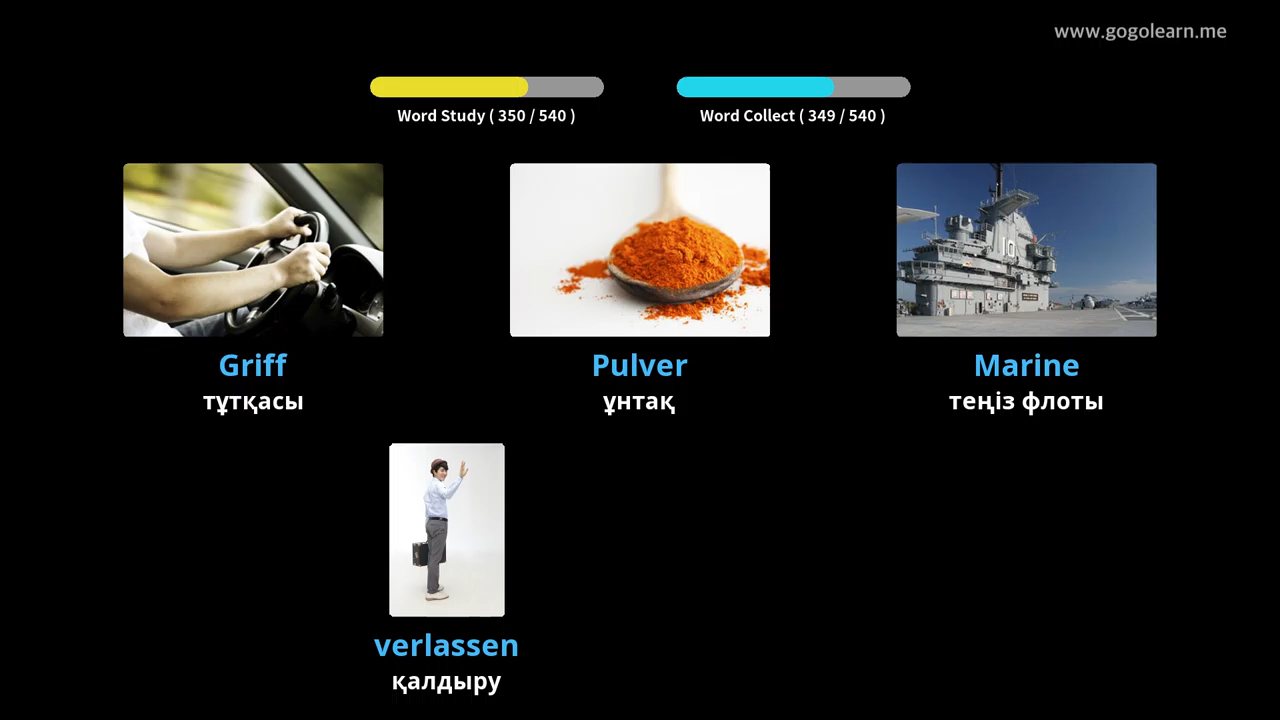 www.gogolearn.me
Word Study ( 350 / 540 )
Word Collect ( 349 / 540 )
10
Griff
тұтқасы
Pulver
ұнтақ
Marine
теңіз флоты
verlassen
қалдыру